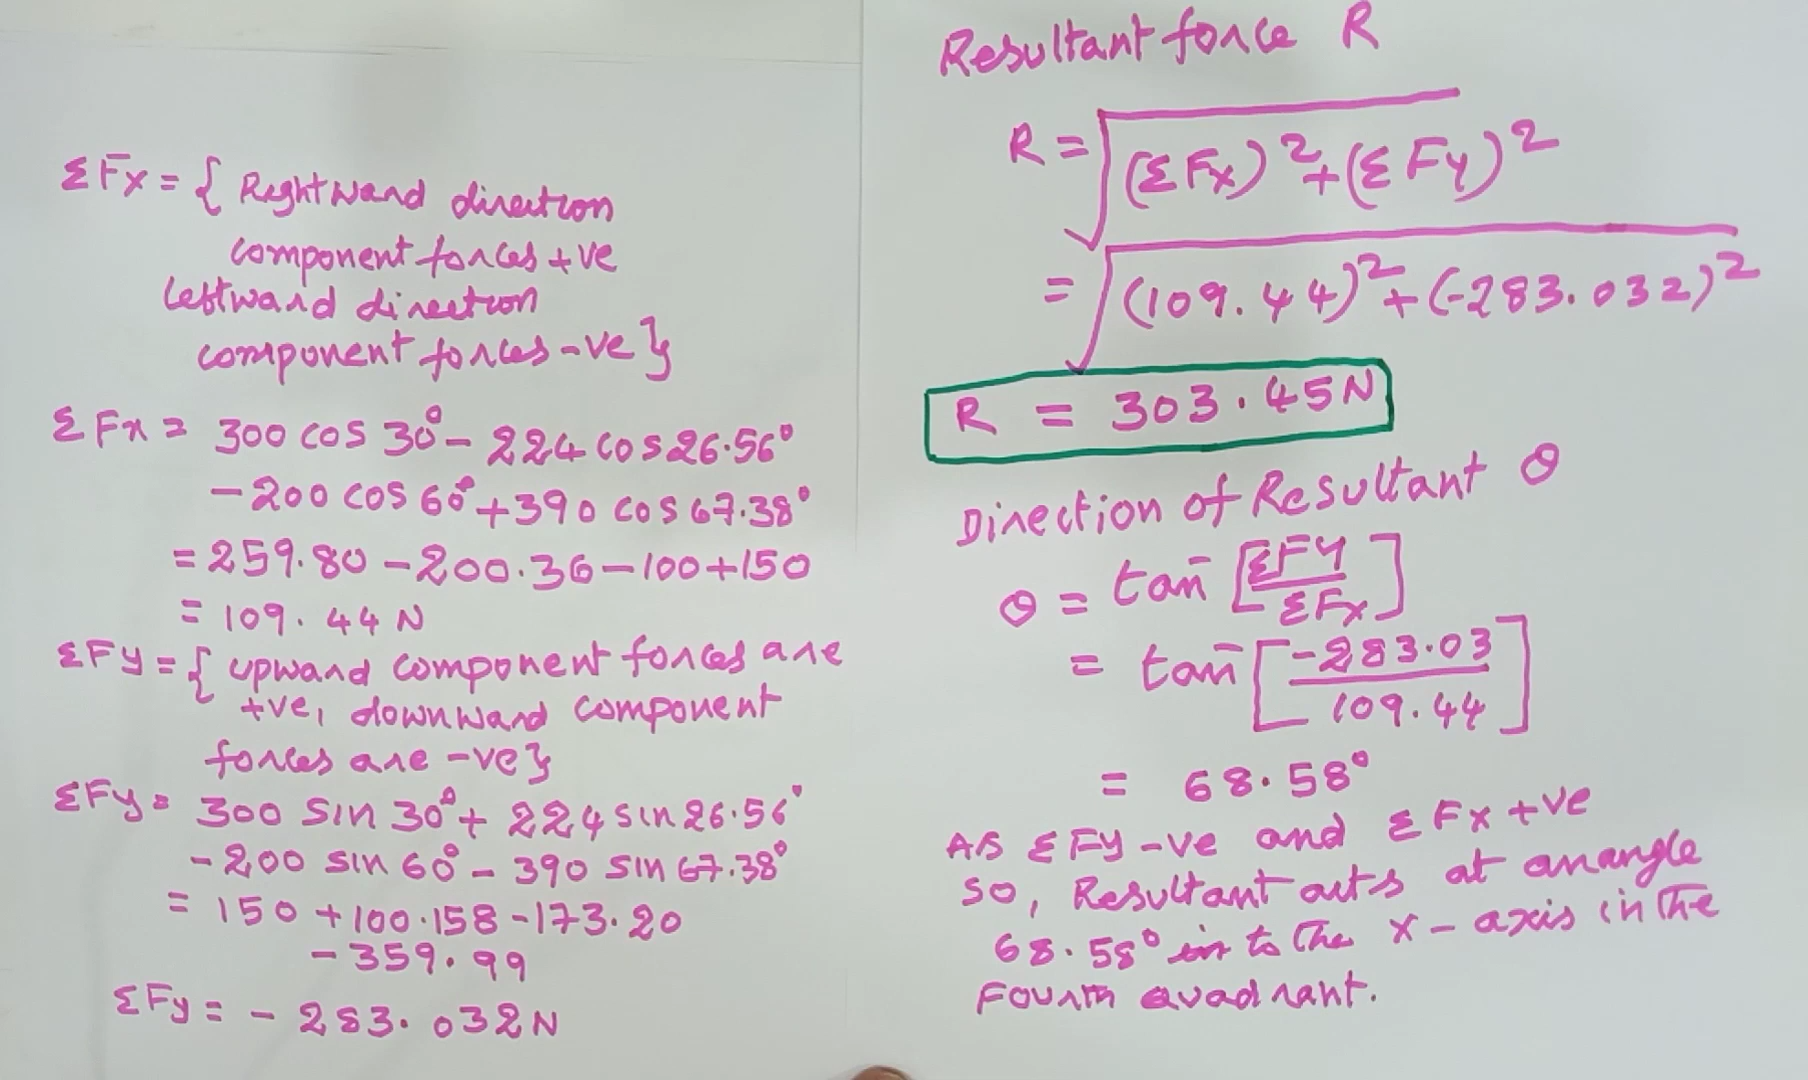 ΣFx = { Rightward direction
component forces +ve
Leftward direction
component forces -ve }
ΣFx = 300 cos 30° - 224 cos 26.56°
- 200 cos 60° + 390 cos 67.38°
= 259.80 - 200.36 - 100 + 150
= 109.44 N
ΣFy = { upward component forces are
+ve, downward component
forces are -ve }
ΣFy = 300 sin 30° + 224 sin 26.56°
- 200 sin 60° - 390 sin 67.38°
= 150 + 100.158 - 173.20
- 359.99
ΣFy = - 283.032 N
Resultant force R
R = √(ΣFx)² + (ΣFy)²
= √(109.44)² + (-283.032)²
R = 303.45 N
Direction of Resultant θ
θ = tan⁻ [ΣFy / ΣFx]
= tan⁻ [-283.03 / 109.44]
= 68.58°
As ΣFy -ve and ΣFx +ve
so, Resultant acts at an angle
68.58° to the x-axis in the
Fourth Quadrant.